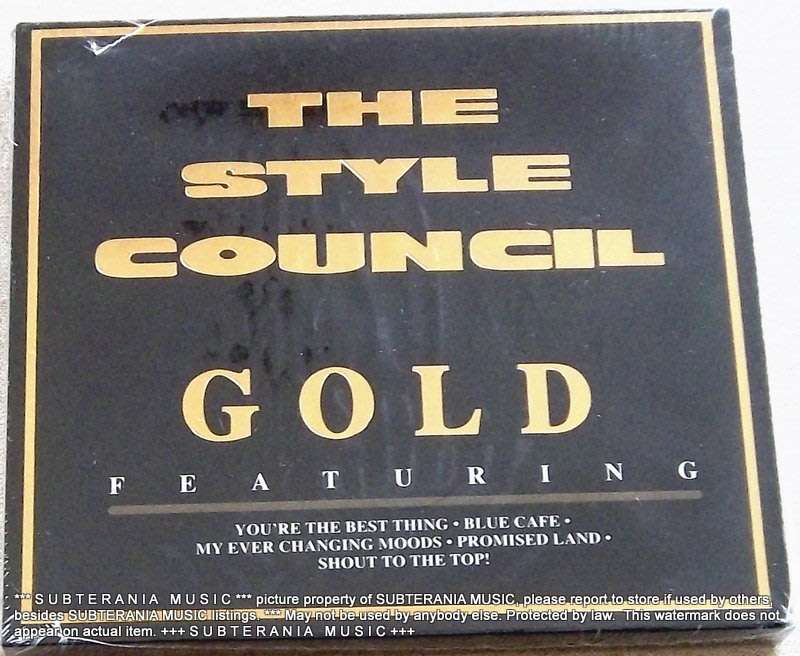 THE
STYLE
COUNCIL
GOLD
FEATURING
YOU'RE THE BEST THING • BLUE CAFE •
MY EVER CHANGING MOODS • PROMISED LAND •
SHOUT TO THE TOP!
*** S U B T E R A N I A   M U S I C *** picture property of SUBTERANIA MUSIC, please report to store if used by others,
besides SUBTERANIA MUSIC listings. *** May not be used by anybody else. Protected by law.  This watermark does not
appear on actual item. +++ S U B T E R A N I A   M U S I C +++